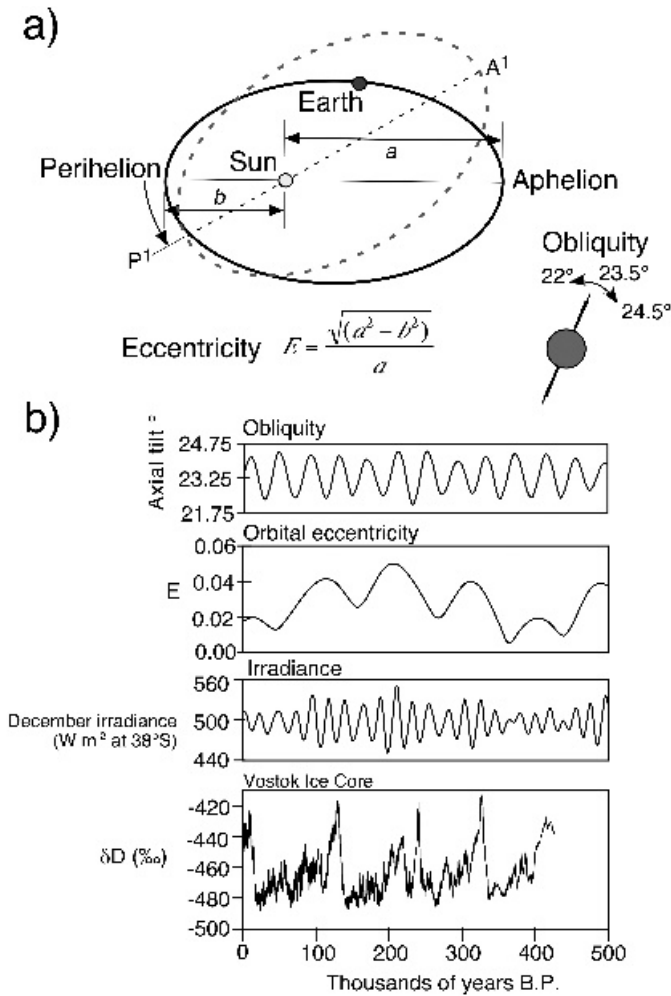 a)
A¹
Earth
a
Sun
Perihelion
Aphelion
b
P¹
Obliquity
22° 23.5°
24.5°
Eccentricity E = √(a² – b²) / a
b)
Obliquity
Axial tilt °
24.75
23.25
21.75
Orbital eccentricity
E
0.06
0.04
0.02
0.00
Irradiance
December irradiance
(W m² at 38°S)
560
500
440
Vostok Ice Core
δD (‰)
-420
-440
-460
-480
-500
0 100 200 300 400 500
Thousands of years B.P.